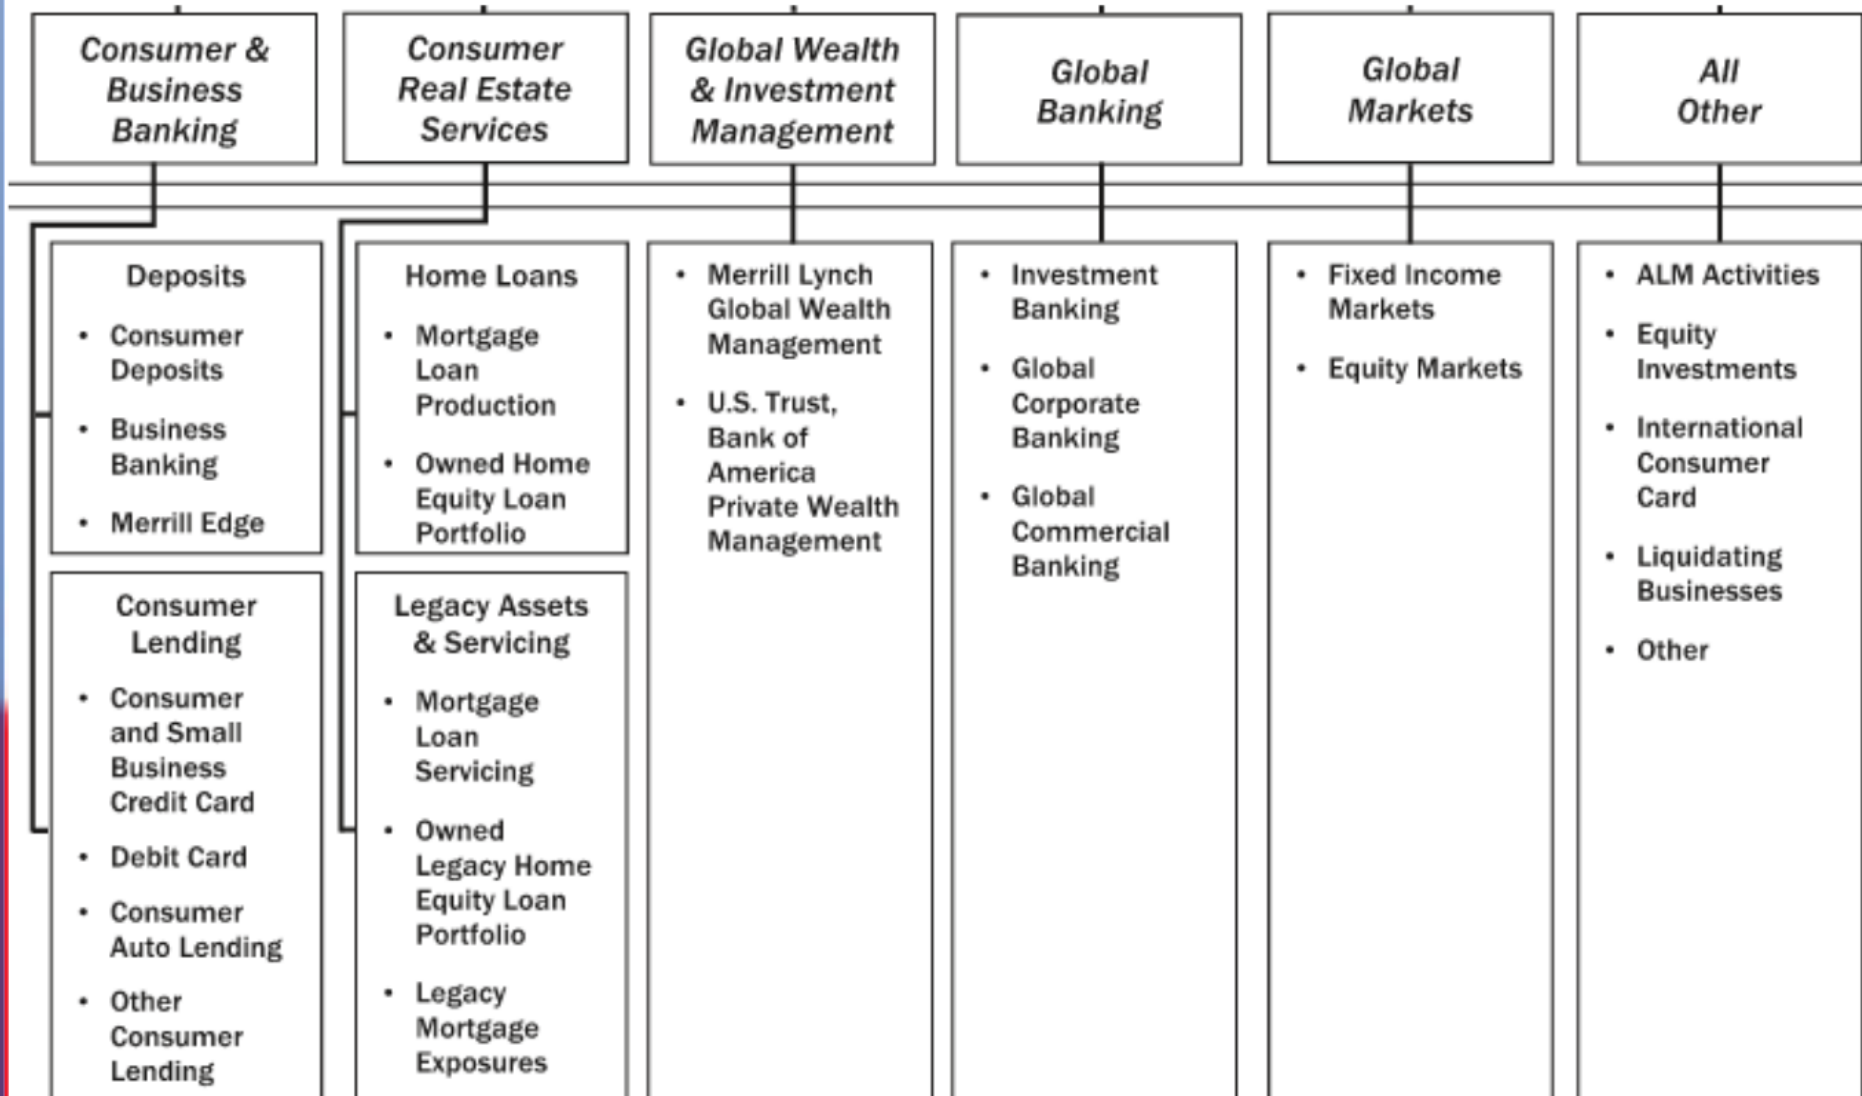 Consumer &
Business
Banking
Consumer
Real Estate
Services
Global Wealth
& Investment
Management
Global
Banking
Global
Markets
All
Other
Deposits
• Consumer
Deposits
• Business
Banking
• Merrill Edge
Consumer
Lending
• Consumer
and Small
Business
Credit Card
• Debit Card
• Consumer
Auto Lending
• Other
Consumer
Lending
Home Loans
• Mortgage
Loan
Production
• Owned Home
Equity Loan
Portfolio
Legacy Assets
& Servicing
• Mortgage
Loan
Servicing
• Owned
Legacy Home
Equity Loan
Portfolio
• Legacy
Mortgage
Exposures
• Merrill Lynch
Global Wealth
Management
• U.S. Trust,
Bank of
America
Private Wealth
Management
• Investment
Banking
• Global
Corporate
Banking
• Global
Commercial
Banking
• Fixed Income
Markets
• Equity Markets
• ALM Activities
• Equity
Investments
• International
Consumer
Card
• Liquidating
Businesses
• Other